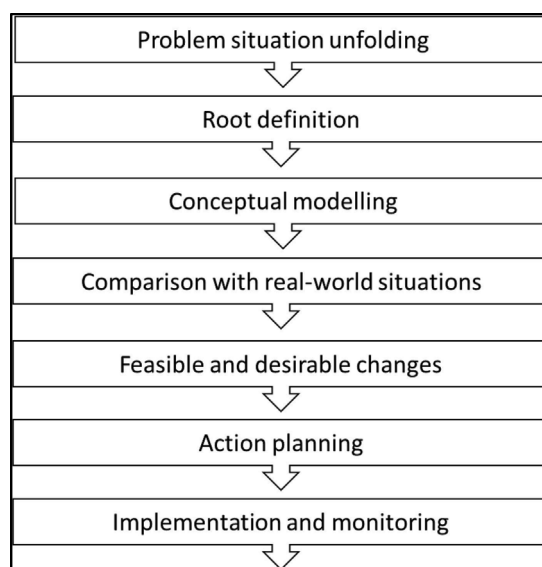 Problem situation unfolding
Root definition
Conceptual modelling
Comparison with real-world situations
Feasible and desirable changes
Action planning
Implementation and monitoring